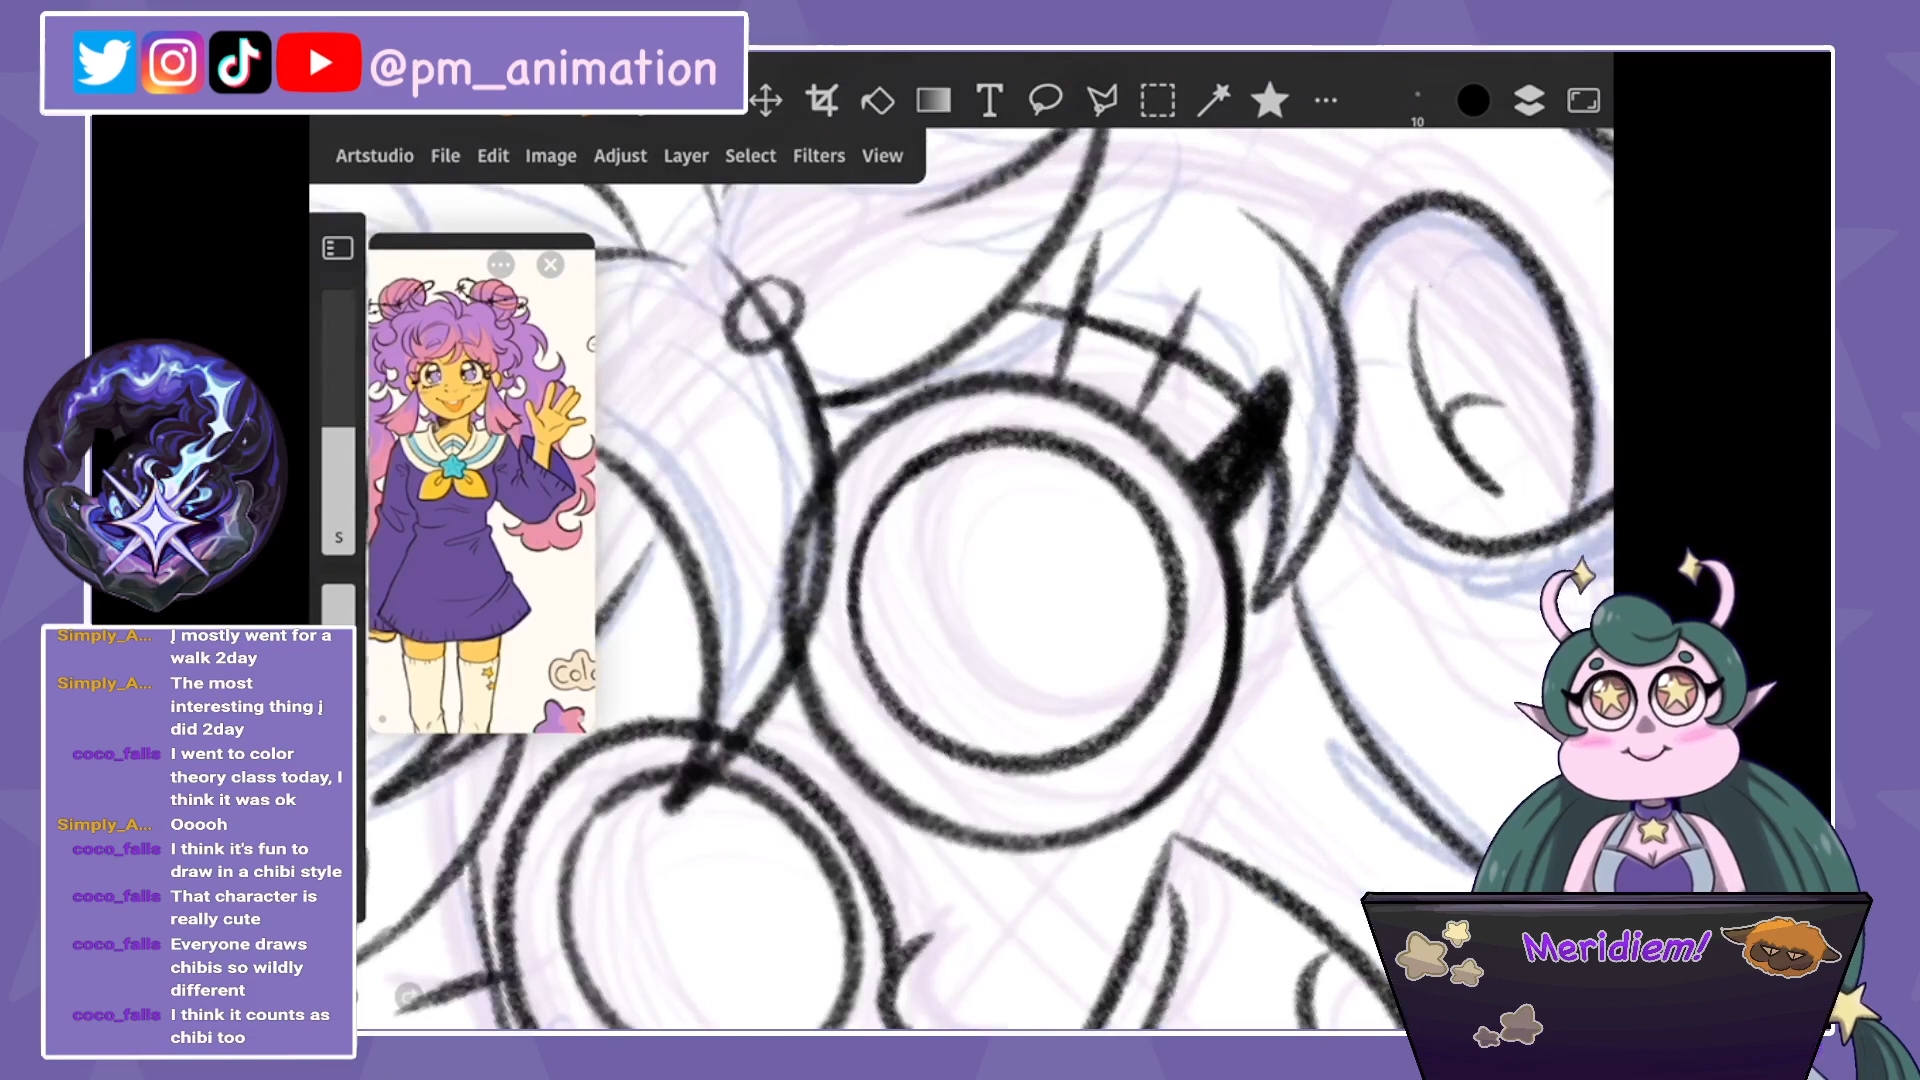 @pm_animation
10
Artstudio File Edit Image Adjust Layer Select Filters View
S
Simply_A... į mostly went for a
walk 2day
Simply_A... The most
interesting thing į
did 2day
coco_falls I went to color
theory class today, I
think it was ok
Simply_A... Ooooh
coco_falls I think it's fun to
draw in a chibi style
coco_falls That character is
really cute
coco_falls Everyone draws
chibis so wildly
different
coco_falls I think it counts as
chibi too
Meridiem!